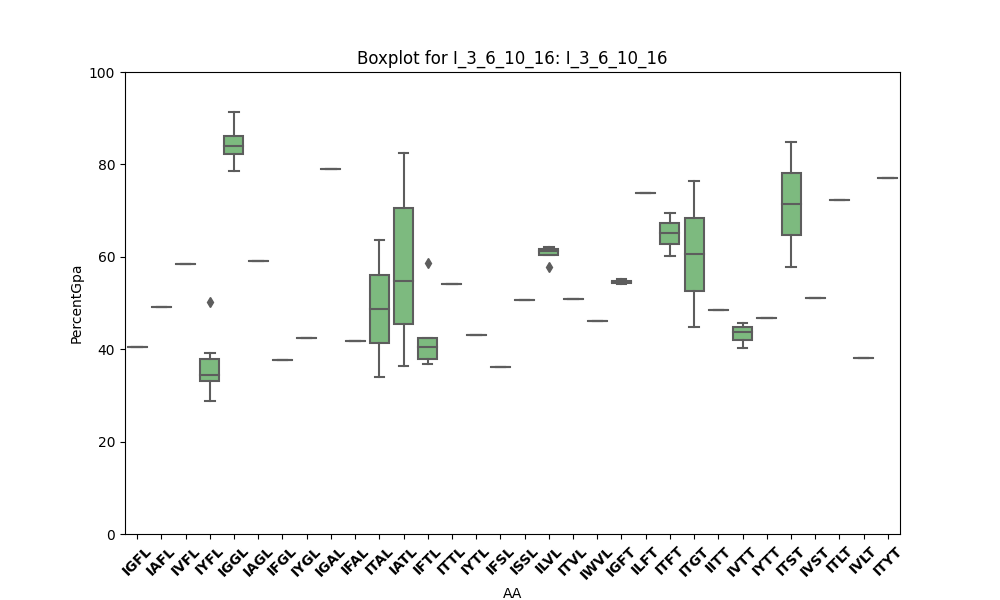 Boxplot for I_3_6_10_16: I_3_6_10_16
100
80
60
40
20
0
PercentGpa
IGFL IAFL IVFL IYFL IGGL IAGL IFGL IYGL IGAL IFAL ITAL IATL IFTL ITTL IYTL IFSL ISSL ILVL ITVL IWVL IGFT ILFT ITFT ITGT IITT IVTT IYTT ITST IVST ITLT IVLT ITYT
AA